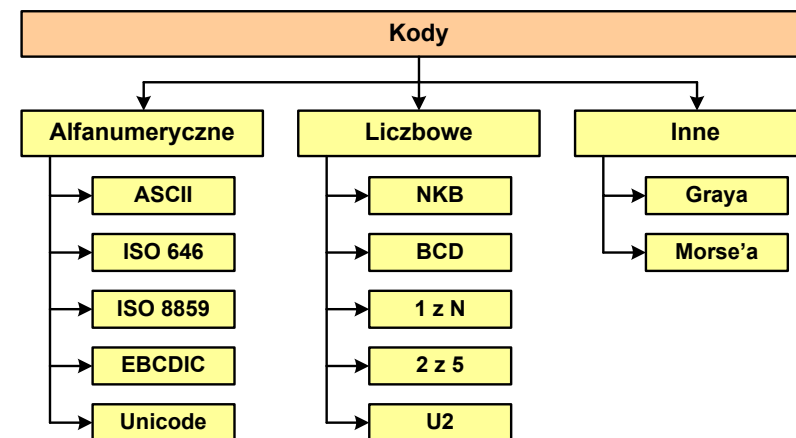 Kody
Alfanumeryczne
ASCII
ISO 646
ISO 8859
EBCDIC
Unicode
Liczbowe
NKB
BCD
1 z N
2 z 5
U2
Inne
Graya
Morse’a